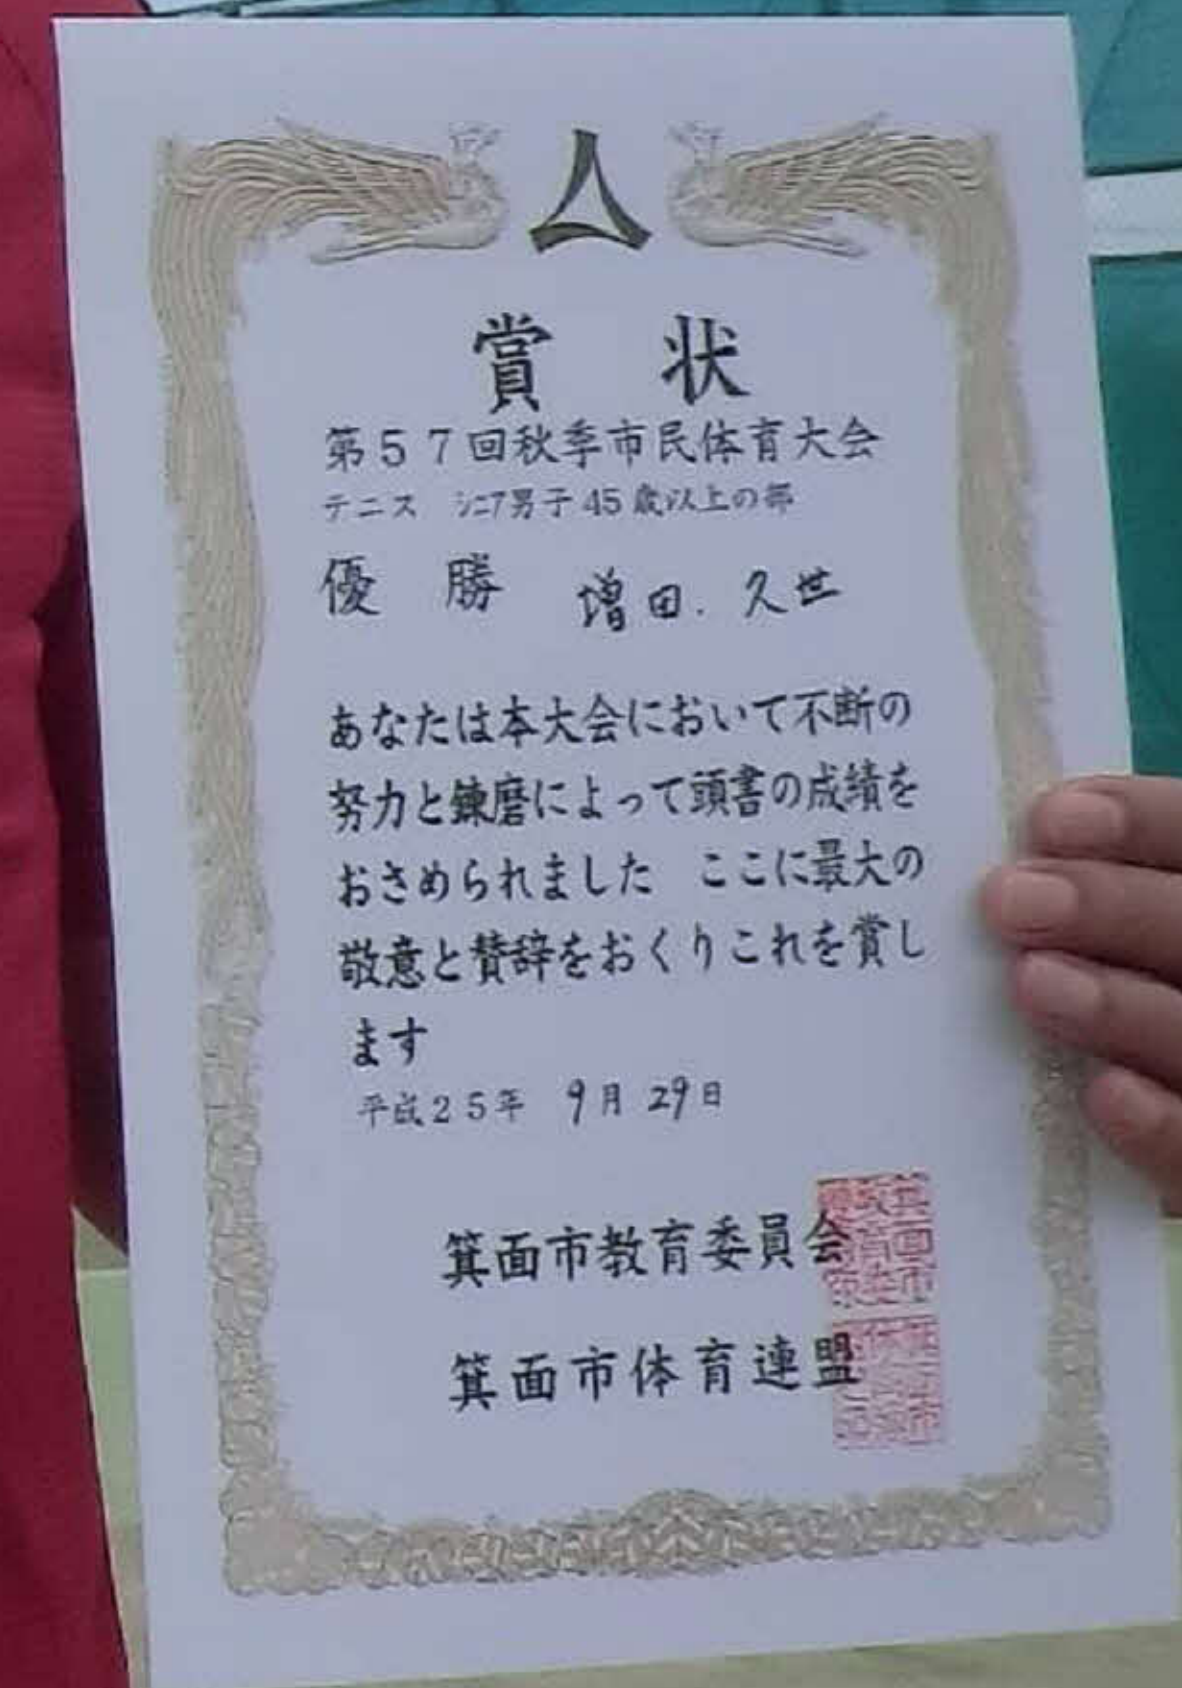 賞 状
第57回秋季市民体育大会
テニス シニア男子45歳以上の部
優 勝 増田.久世
あなたは本大会において不断の
努力と錬磨によって頭書の成績を
おさめられました ここに最大の
敬意と賛辞をおくりこれを賞し
ます
平成25年 9月29日
箕面市教育委員会
箕面市体育連盟